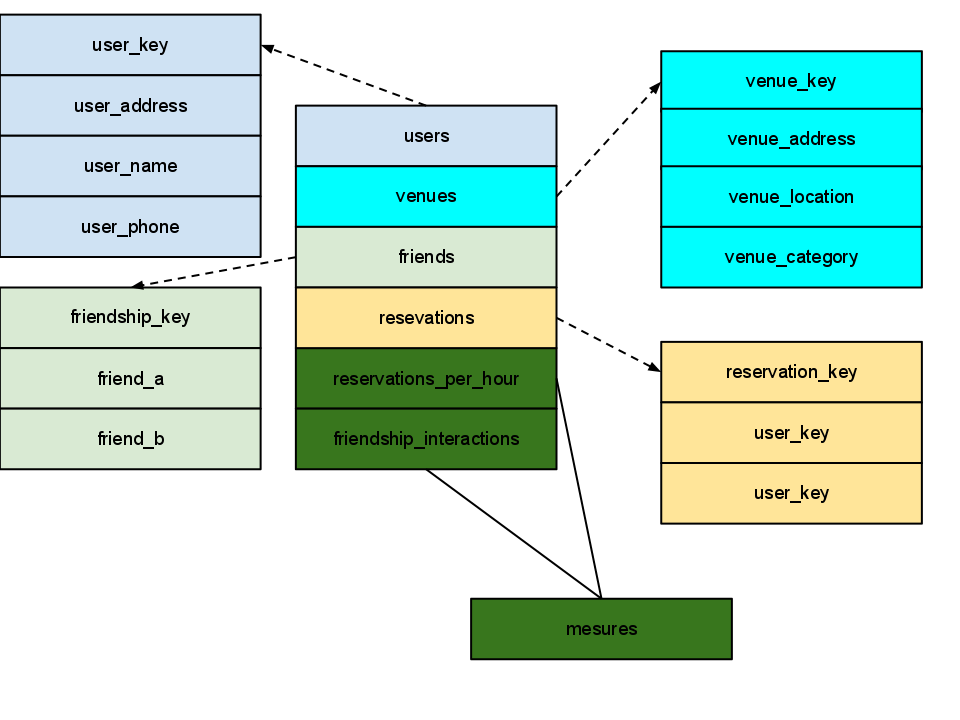 user_key
user_address
user_name
user_phone
users
venues
friends
resevations
reservations_per_hour
friendship_interactions
venue_key
venue_address
venue_location
venue_category
friendship_key
friend_a
friend_b
reservation_key
user_key
user_key
mesures